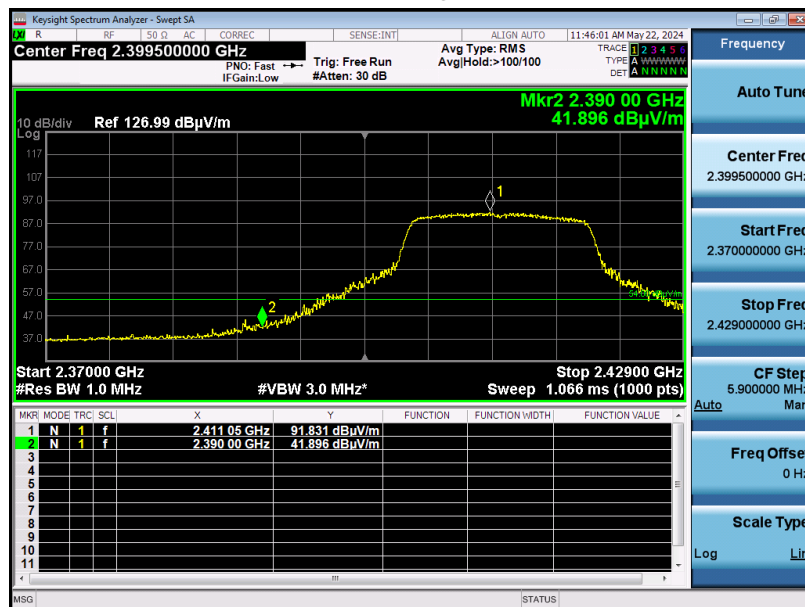 Keysight Spectrum Analyzer - Swept SA
LXI R RF 50 Ω AC CORREC SENSE:INT ALIGN AUTO 11:46:01 AM May 22, 2024
Center Freq 2.399500000 GHz
PNO: Fast
IFGain:Low
Trig: Free Run
#Atten: 30 dB
Avg Type: RMS
Avg|Hold:>100/100
TRACE 1 2 3 4 5 6
TYPE A WWWWW
DET A N N N N N
Mkr2 2.390 00 GHz
41.896 dBµV/m
10 dB/div Ref 126.99 dBµV/m
Log
117
107
97.0
87.0
77.0
67.0
57.0
47.0
37.0
1
2
Start 2.37000 GHz Stop 2.42900 GHz
#Res BW 1.0 MHz #VBW 3.0 MHz* Sweep 1.066 ms (1000 pts)
MKR MODE TRC SCL X Y FUNCTION FUNCTION WIDTH FUNCTION VALUE
1 N 1 f 2.411 05 GHz 91.831 dBµV/m
2 N 1 f 2.390 00 GHz 41.896 dBµV/m
3
4
5
6
7
8
9
10
11
MSG STATUS
Frequency
Auto Tune
Center Freq
2.399500000 GHz
Start Freq
2.370000000 GHz
Stop Freq
2.429000000 GHz
CF Step
5.900000 MHz
Auto Man
Freq Offset
0 Hz
Scale Type
Log Lin